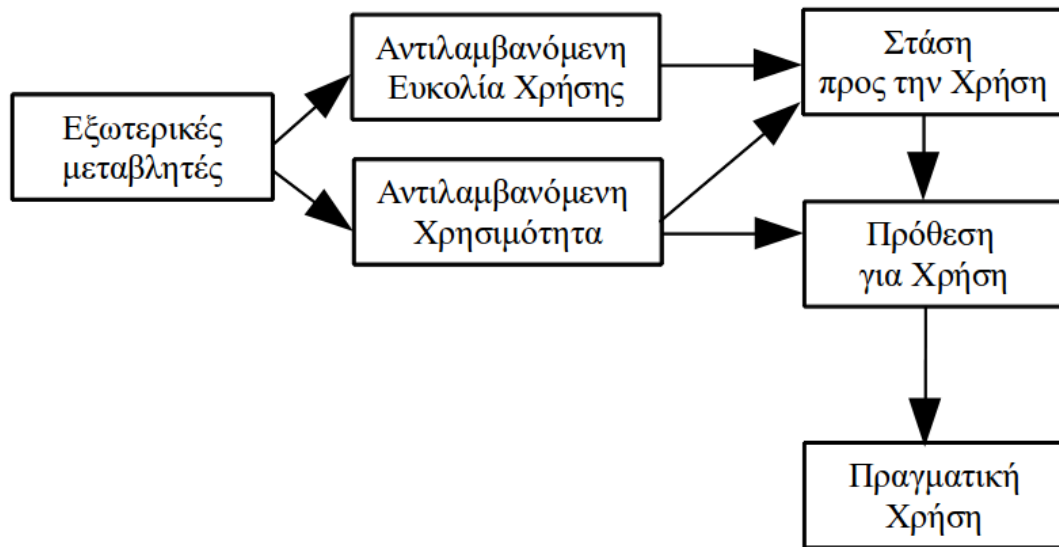 Εξωτερικές
μεταβλητές
Αντιλαμβανόμενη
Ευκολία Χρήσης
Αντιλαμβανόμενη
Χρησιμότητα
Στάση
προς την Χρήση
Πρόθεση
για Χρήση
Πραγματική
Χρήση